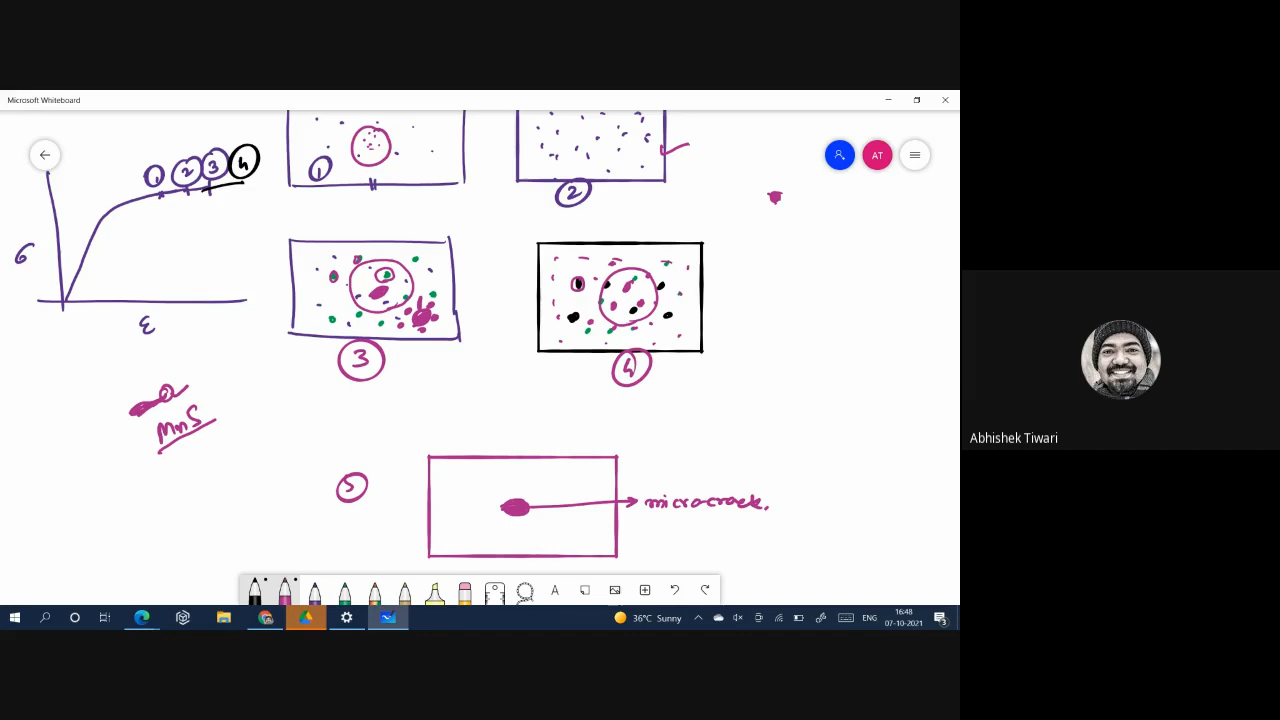 Microsoft Whiteboard
1 2 3 4
1
2
AT
σ
ε
3
4
MnS
5
microcrack.
Abhishek Tiwari
A
36°C Sunny
ENG
16:48
07-10-2021
3